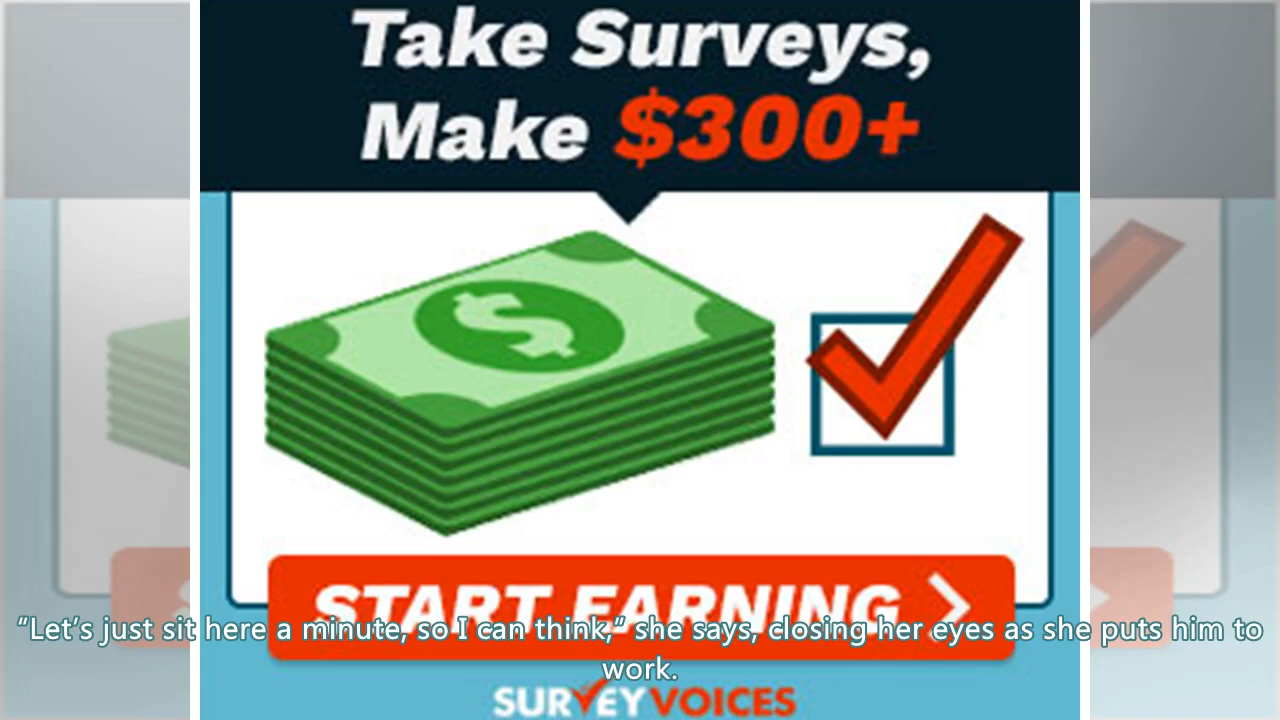 Take Surveys,
Make $300+
START EARNING
“Let’s just sit here a minute, so I can think,“ she says, closing her eyes as she puts him to
work.
SURVEYVOICES